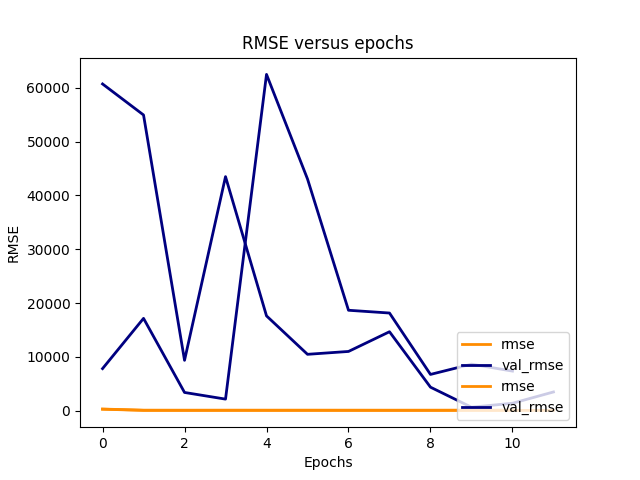 RMSE versus epochs
RMSE
60000
50000
40000
30000
20000
10000
0
rmse
val_rmse
rmse
val_rmse
0 2 4 6 8 10
Epochs